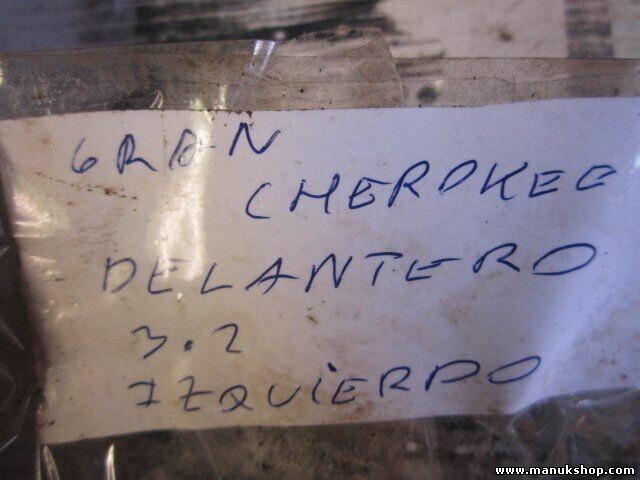 GRAN
CHEROKEE
DELANTERO
3.2
IZQUIERDO
www.manukshop.com